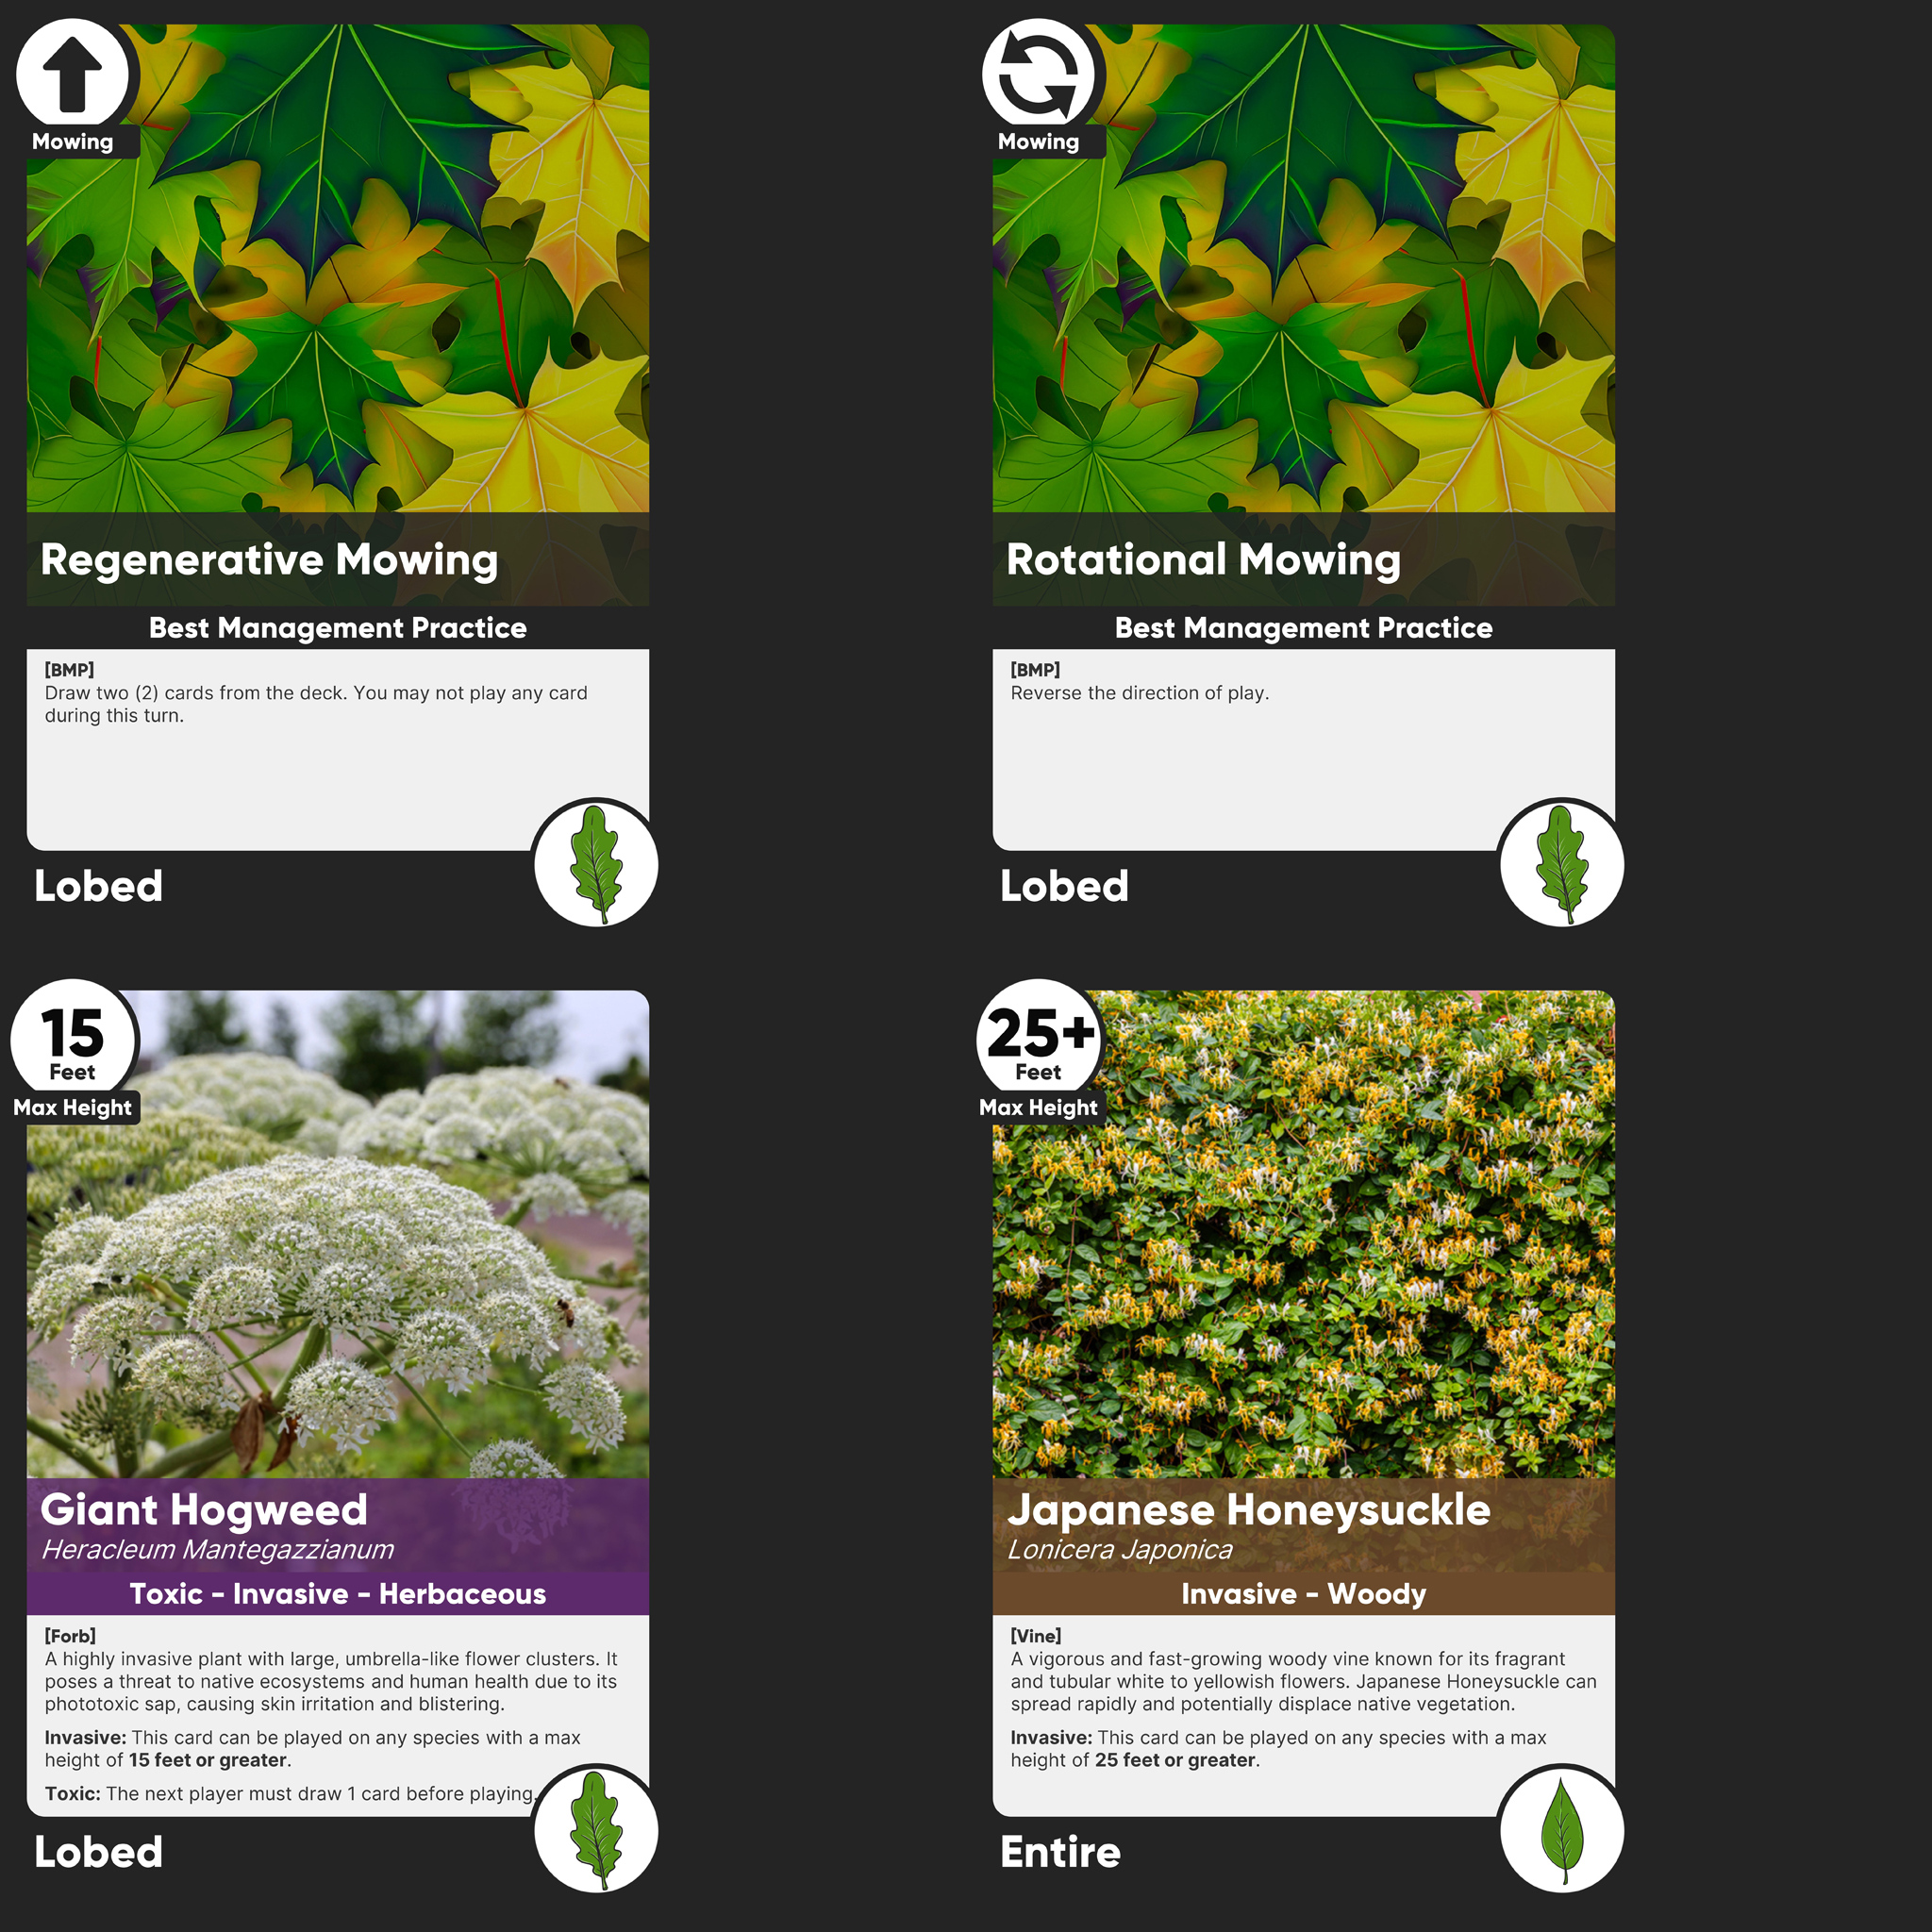 Mowing
Regenerative Mowing
Best Management Practice
[BMP]
Draw two (2) cards from the deck. You may not play any card
during this turn.
Lobed
Mowing
Rotational Mowing
Best Management Practice
[BMP]
Reverse the direction of play.
Lobed
15
Feet
Max Height
Giant Hogweed
Heracleum Mantegazzianum
Toxic - Invasive - Herbaceous
[Forb]
A highly invasive plant with large, umbrella-like flower clusters. It
poses a threat to native ecosystems and human health due to its
phototoxic sap, causing skin irritation and blistering.
Invasive: This card can be played on any species with a max
height of 15 feet or greater.
Toxic: The next player must draw 1 card before playing.
Lobed
25+
Feet
Max Height
Japanese Honeysuckle
Lonicera Japonica
Invasive - Woody
[Vine]
A vigorous and fast-growing woody vine known for its fragrant
and tubular white to yellowish flowers. Japanese Honeysuckle can
spread rapidly and potentially displace native vegetation.
Invasive: This card can be played on any species with a max
height of 25 feet or greater.
Entire